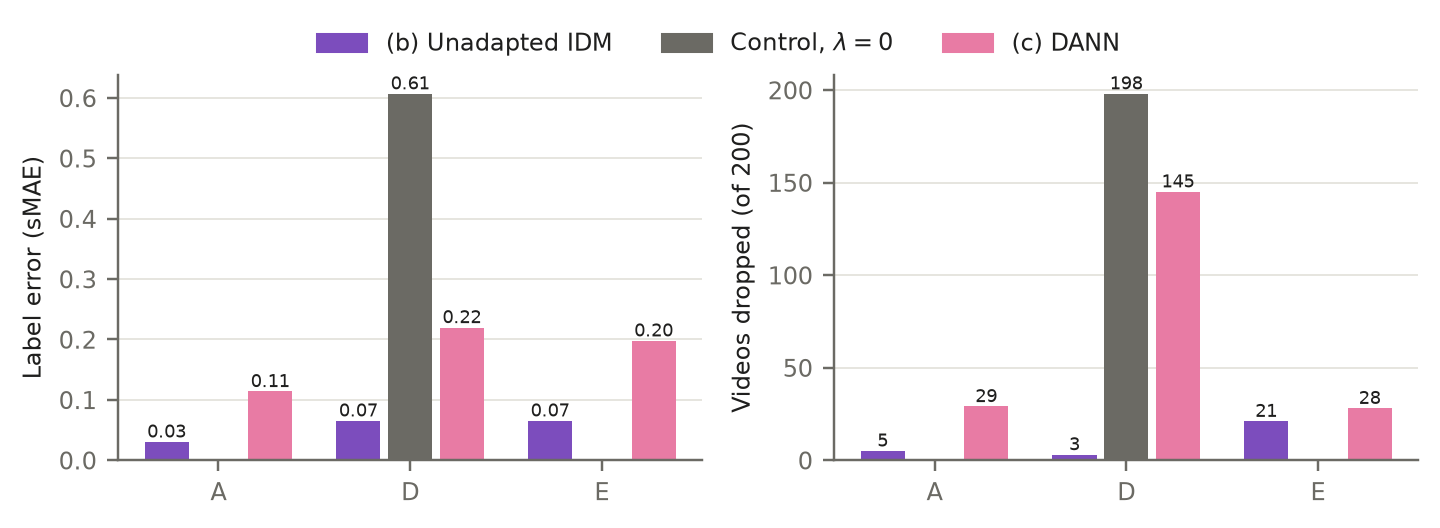 (b) Unadapted IDM
Control, λ = 0
(c) DANN
Label error (sMAE)
0.6
0.5
0.4
0.3
0.2
0.1
0.0
0.03
0.11
0.07
0.61
0.22
0.07
0.20
A
D
E
Videos dropped (of 200)
200
150
100
50
0
5
29
3
198
145
21
28
A
D
E